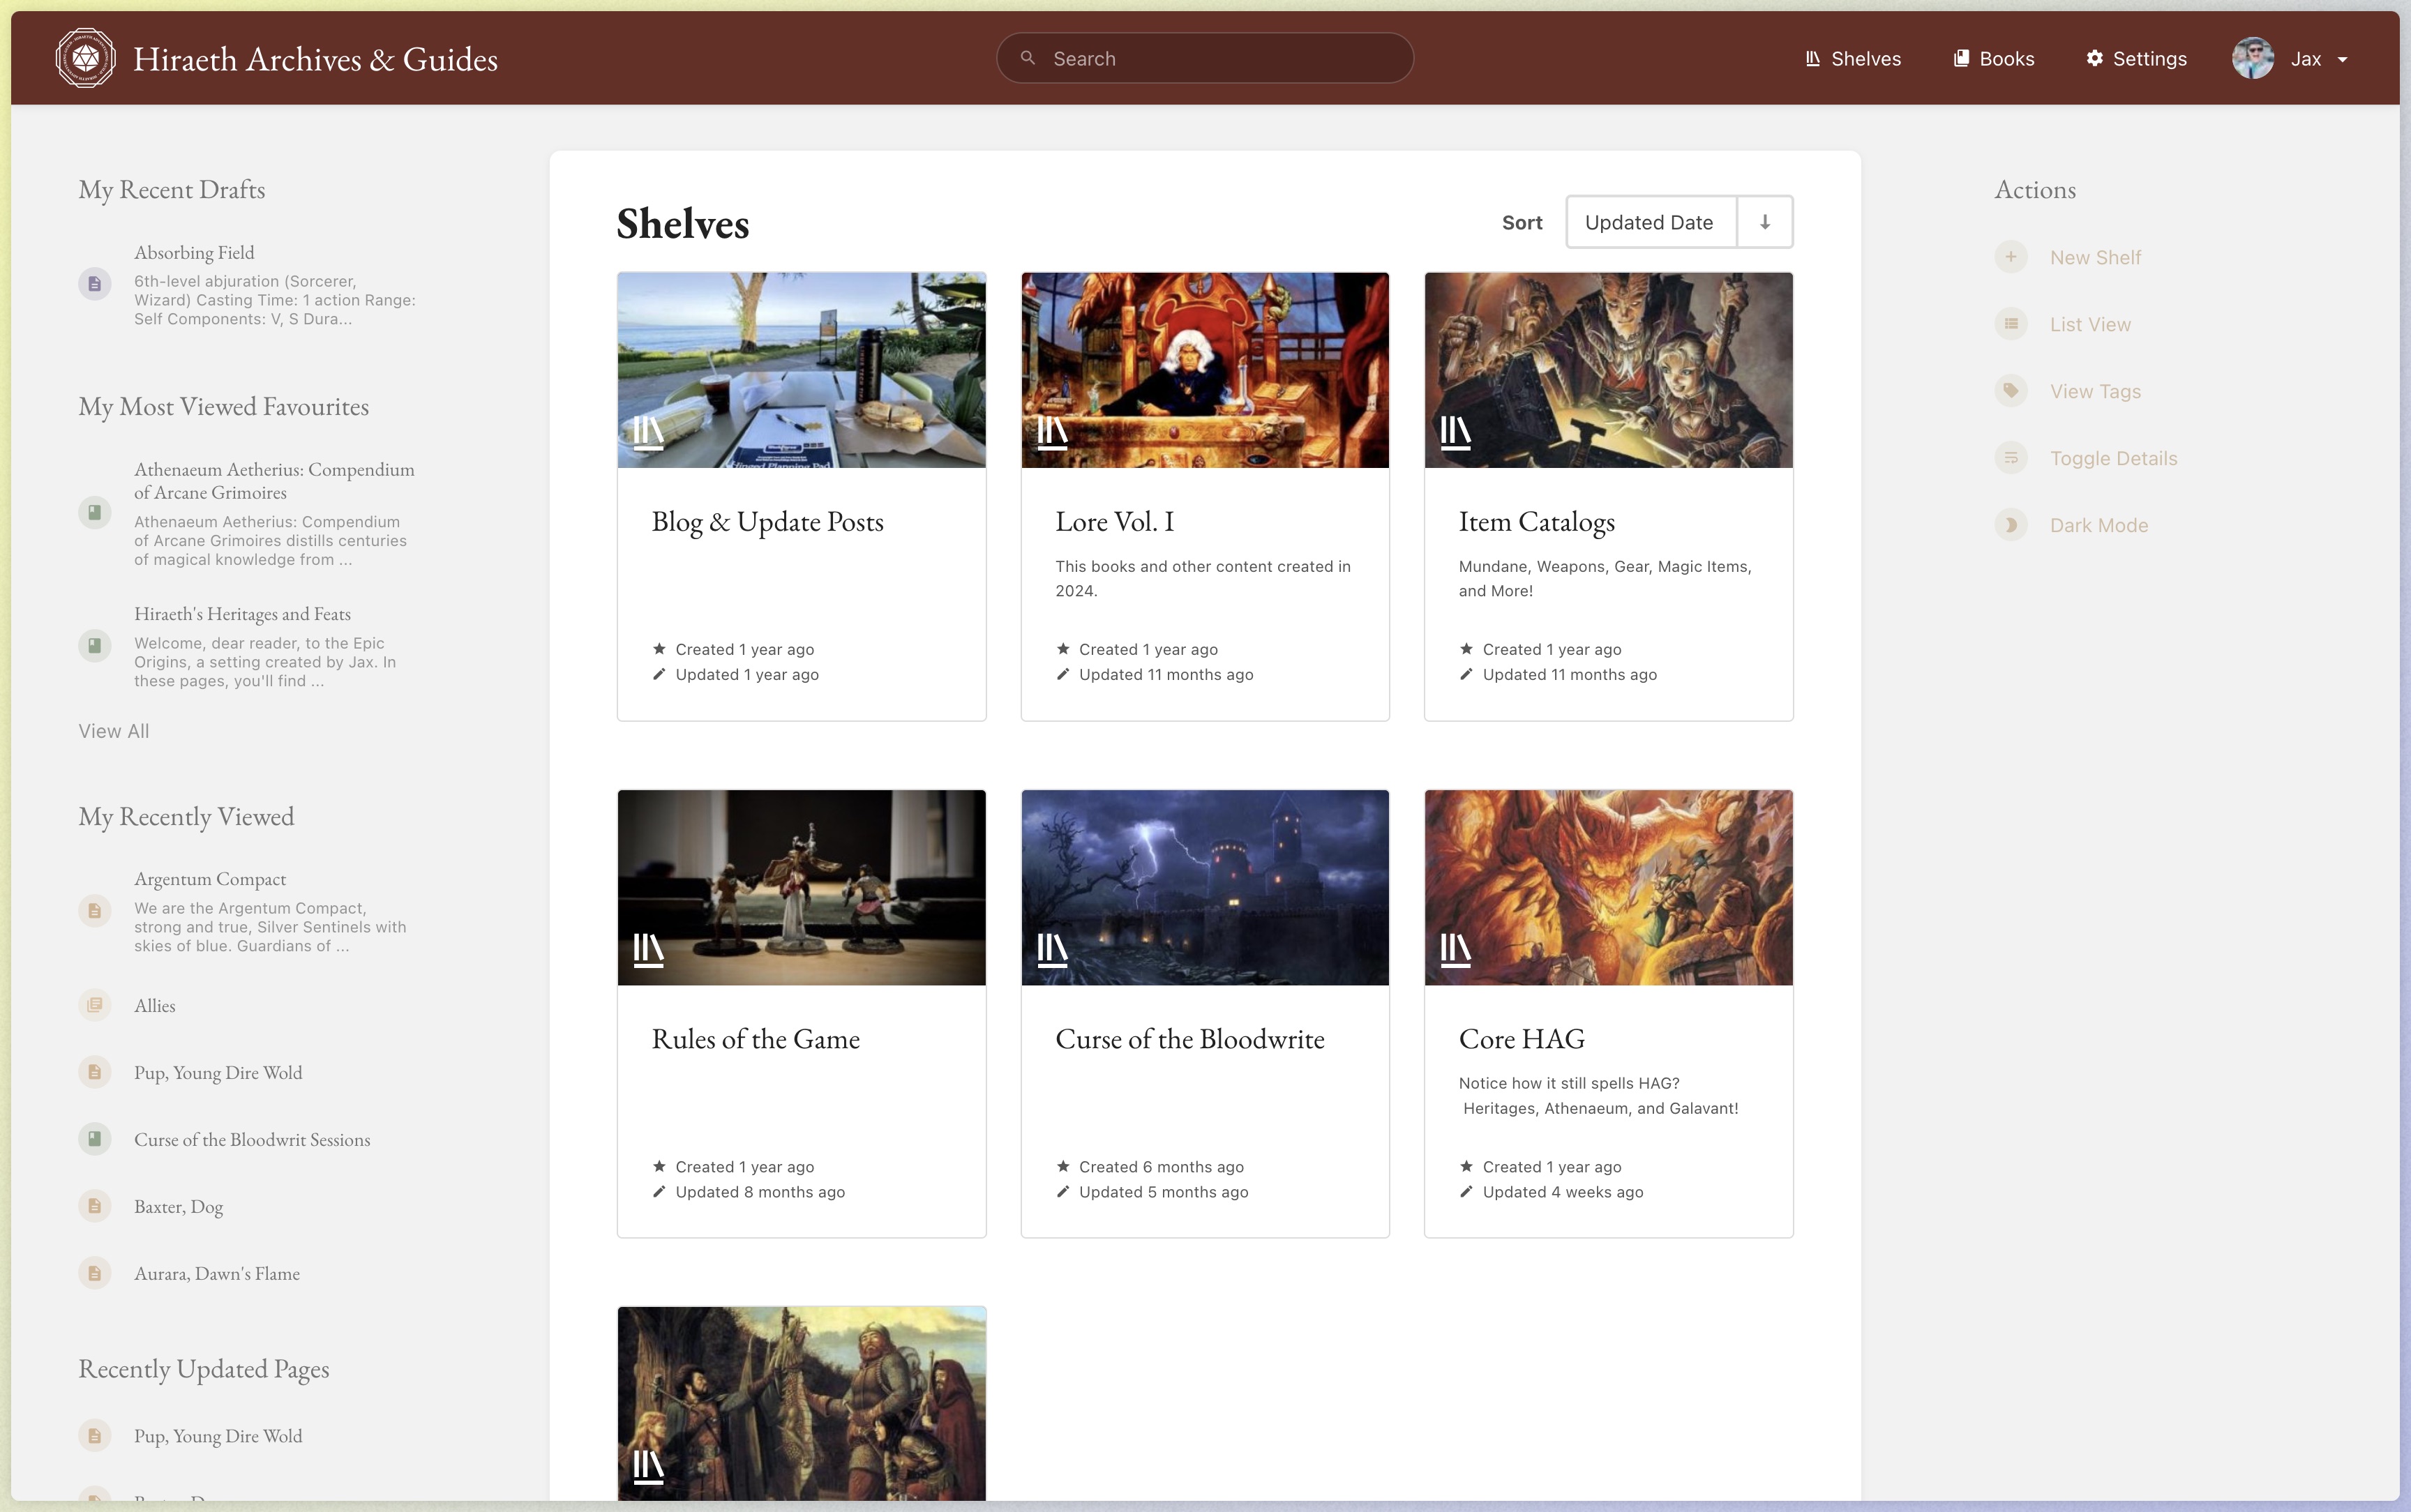 Hiraeth Archives & Guides
Search
Shelves
Books
Settings
Jax
My Recent Drafts
Absorbing Field
6th-level abjuration (Sorcerer,
Wizard) Casting Time: 1 action Range:
Self Components: V, S Dura...
My Most Viewed Favourites
Athenaeum Aetherius: Compendium
of Arcane Grimoires
Athenaeum Aetherius: Compendium
of Arcane Grimoires distills centuries
of magical knowledge from ...
Hiraeth's Heritages and Feats
Welcome, dear reader, to the Epic
Origins, a setting created by Jax. In
these pages, you'll find ...
View All
My Recently Viewed
Argentum Compact
We are the Argentum Compact,
strong and true, Silver Sentinels with
skies of blue. Guardians of ...
Allies
Pup, Young Dire Wold
Curse of the Bloodwrit Sessions
Baxter, Dog
Aurara, Dawn's Flame
Recently Updated Pages
Pup, Young Dire Wold
Shelves
Sort
Updated Date
Blog & Update Posts
Created 1 year ago
Updated 1 year ago
Lore Vol. I
This books and other content created in
2024.
Created 1 year ago
Updated 11 months ago
Item Catalogs
Mundane, Weapons, Gear, Magic Items,
and More!
Created 1 year ago
Updated 11 months ago
Rules of the Game
Created 1 year ago
Updated 8 months ago
Curse of the Bloodwrite
Created 6 months ago
Updated 5 months ago
Core HAG
Notice how it still spells HAG?
Heritages, Athenaeum, and Galavant!
Created 1 year ago
Updated 4 weeks ago
Actions
New Shelf
List View
View Tags
Toggle Details
Dark Mode